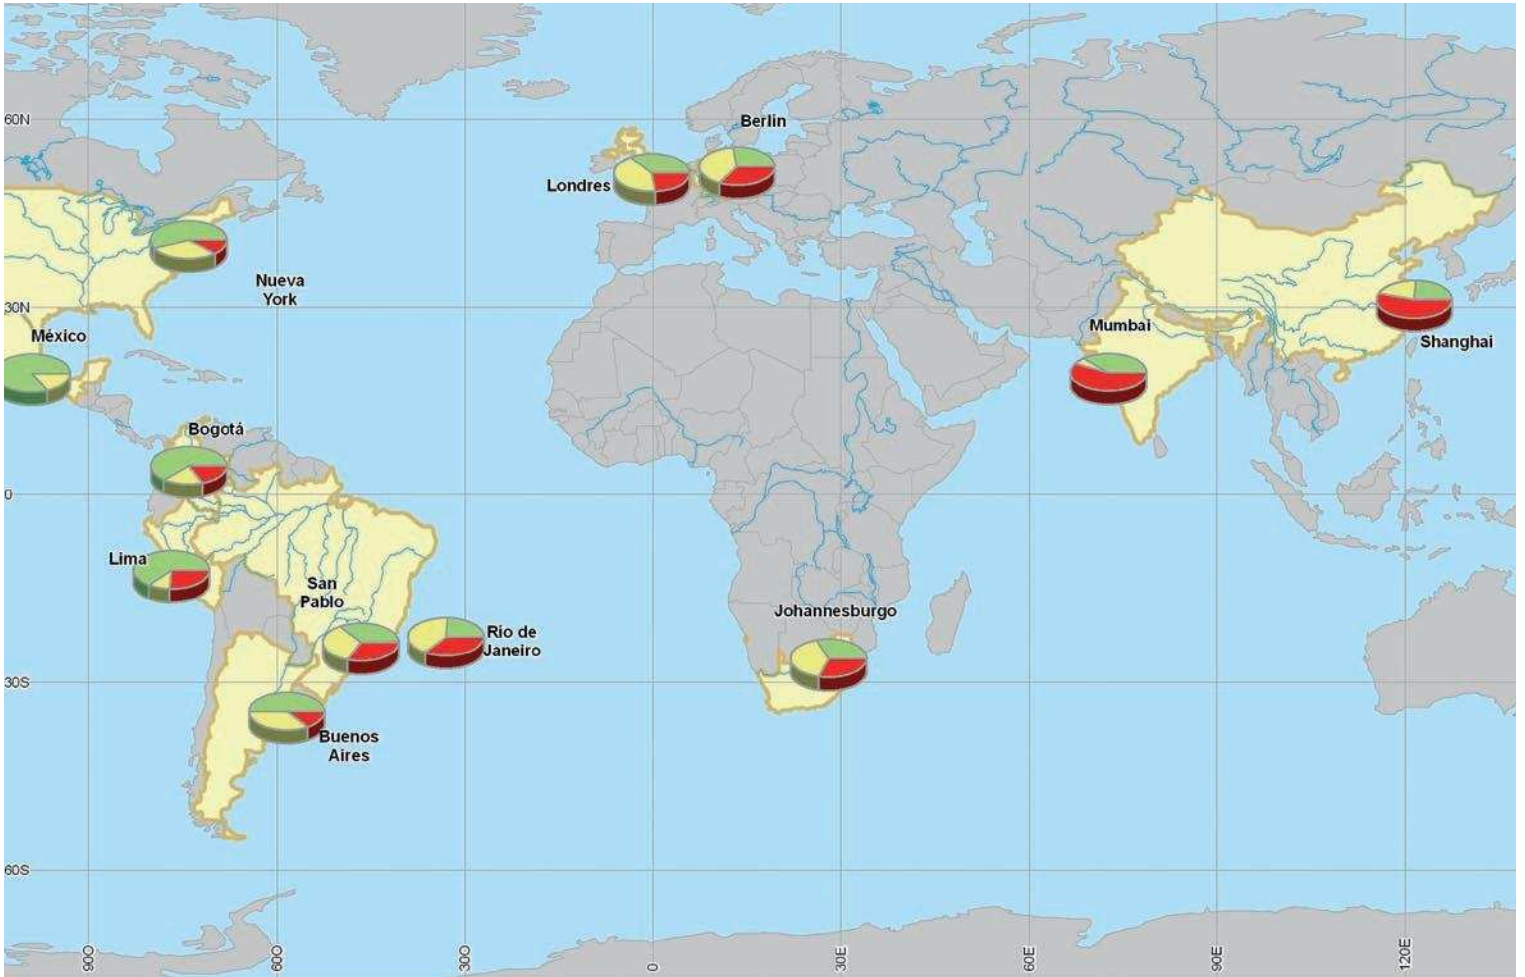 60N
Berlin
Londres
Nueva
York
30N
México
Mumbai
Shanghai
Bogotá
0
Lima
San
Pablo
Johannesburgo
Río de
Janeiro
30S
Buenos
Aires
60S
90O
60O
30O
0
30E
60E
90E
120E